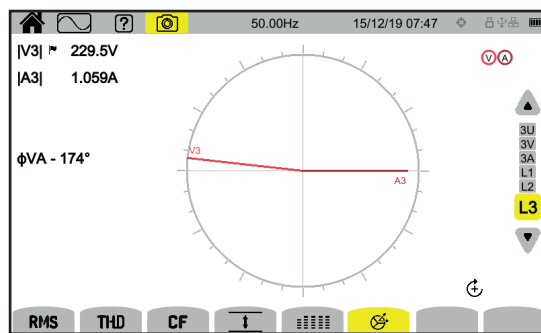 ?
50.00Hz
15/12/19 07:47
|V3| 229.5V
|A3| 1.059A
V A
ϕVA - 174°
V3
A3
3U
3V
3A
L1
L2
L3
RMS THD CF